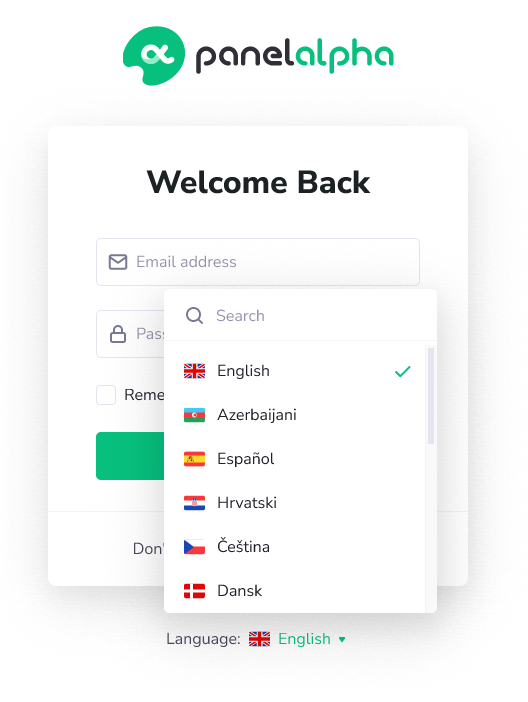 panelalpha
Welcome Back
Email address
Search
English
Azerbaijani
Español
Hrvatski
Čeština
Dansk
Language: English